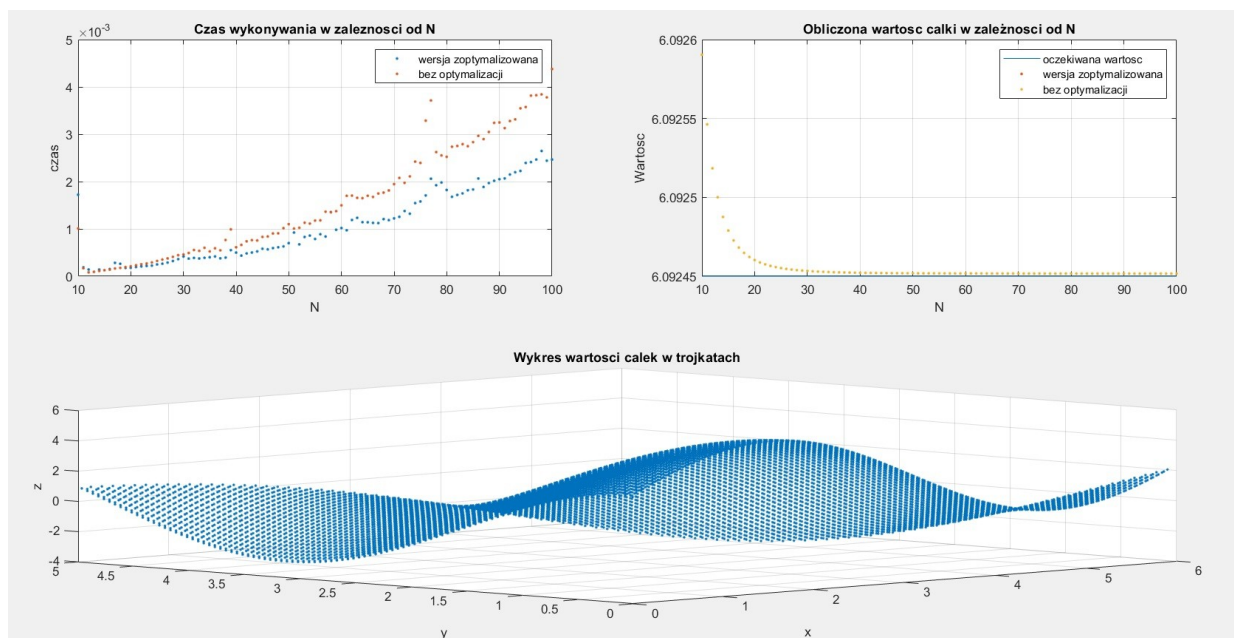 Czas wykonywania w zaleznosci od N
×10⁻³
5
4
3
2
1
0
czas
10 20 30 40 50 60 70 80 90 100
N
wersja zoptymalizowana
bez optymalizacji
Obliczona wartosc calki w zależnosci od N
6.0926
6.09255
6.0925
6.09245
Wartosc
10 20 30 40 50 60 70 80 90 100
N
oczekiwana wartosc
wersja zoptymalizowana
bez optymalizacji
Wykres wartosci calek w trojkatach
6
4
2
0
-2
-4
z
5 4.5 4 3.5 3 2.5 2 1.5 1 0.5 0
y
0 1 2 3 4 5 6
x